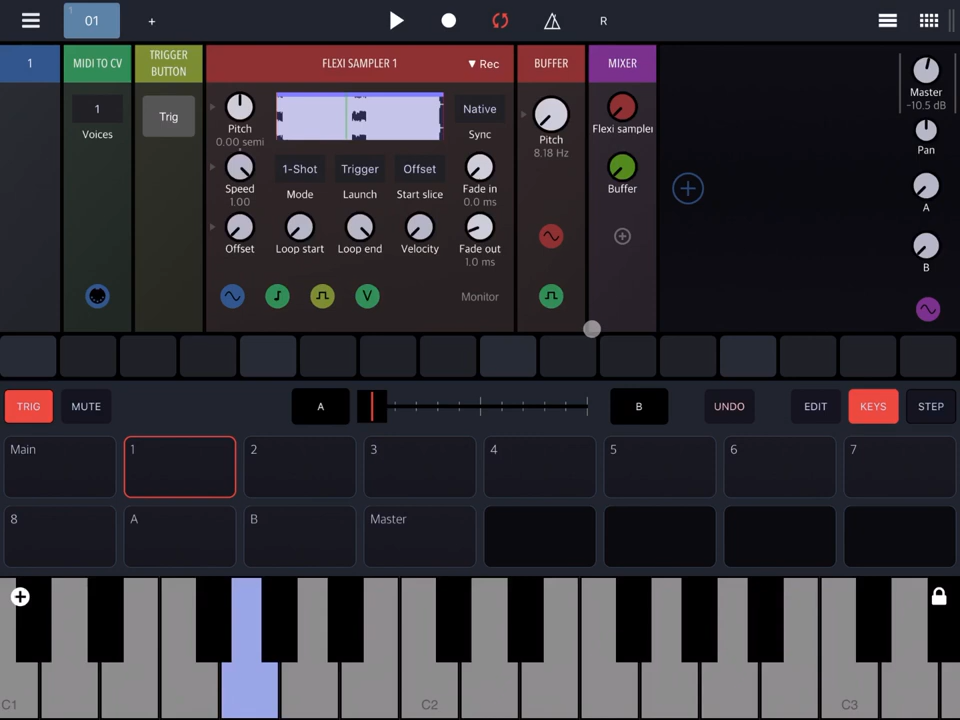 1
01
+
R
1
MIDI TO CV
TRIGGER
BUTTON
FLEXI SAMPLER 1
▼ Rec
BUFFER
MIXER
Master
-10.5 dB
1
Voices
Trig
Pitch
0.00 semi
Native
Sync
Pitch
8.18 Hz
Flexi sampler
Pan
Speed
1.00
1-Shot
Mode
Trigger
Launch
Offset
Start slice
Fade in
0.0 ms
Buffer
A
Offset
Loop start
Loop end
Velocity
Fade out
1.0 ms
B
V
Monitor
TRIG
MUTE
A
B
UNDO
EDIT
KEYS
STEP
Main
1
2
3
4
5
6
7
8
A
B
Master
C1
C2
C3